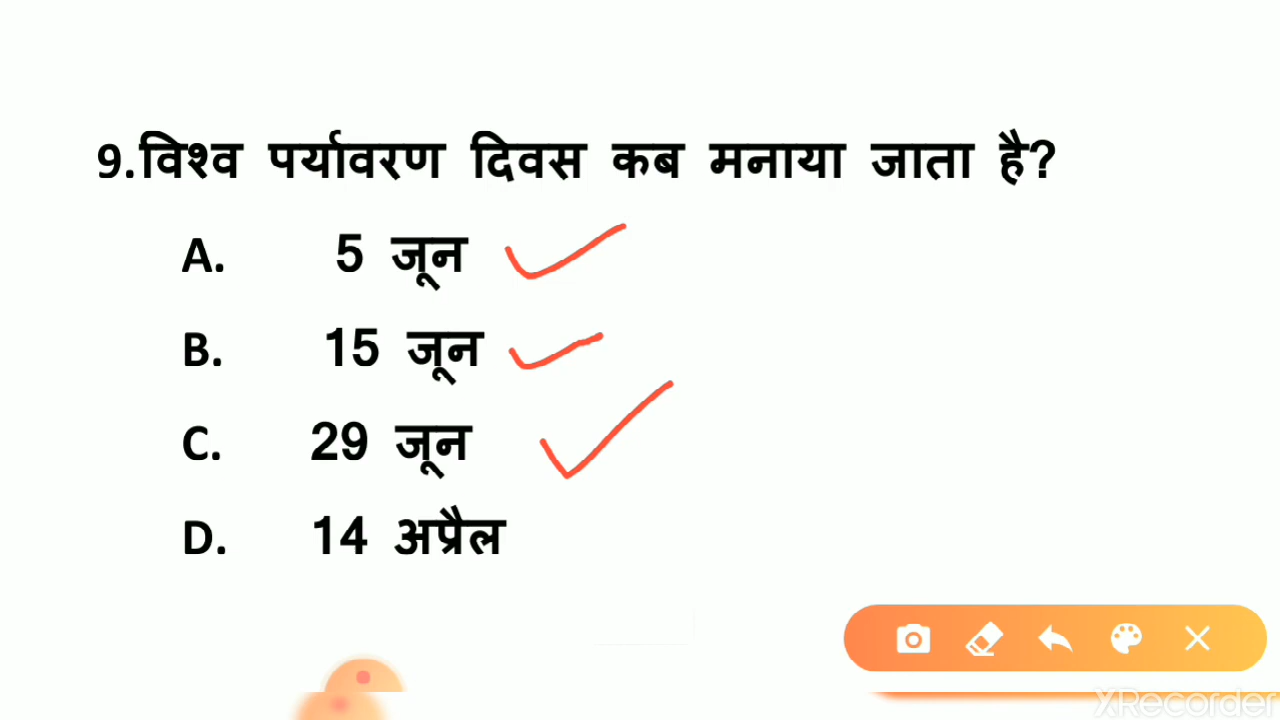 9.विश्व पर्यावरण दिवस कब मनाया जाता है?
A. 5 जून
B. 15 जून
C. 29 जून
D. 14 अप्रैल
XRecorder